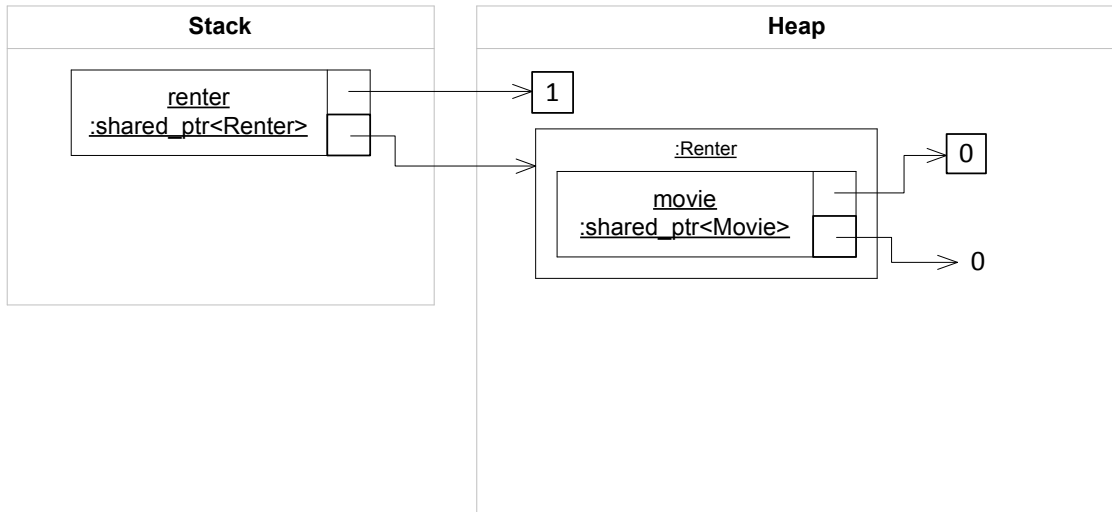 Stack
Heap
renter
:shared_ptr<Renter>
1
:Renter
0
movie
:shared_ptr<Movie>
0